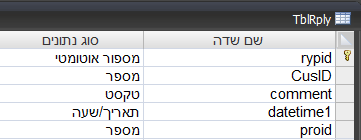 TblRply
שם שדה סוג נתונים
rypid מספור אוטומטי
CusID מספר
comment טקסט
datetime1 תאריך/שעה
proid מספר